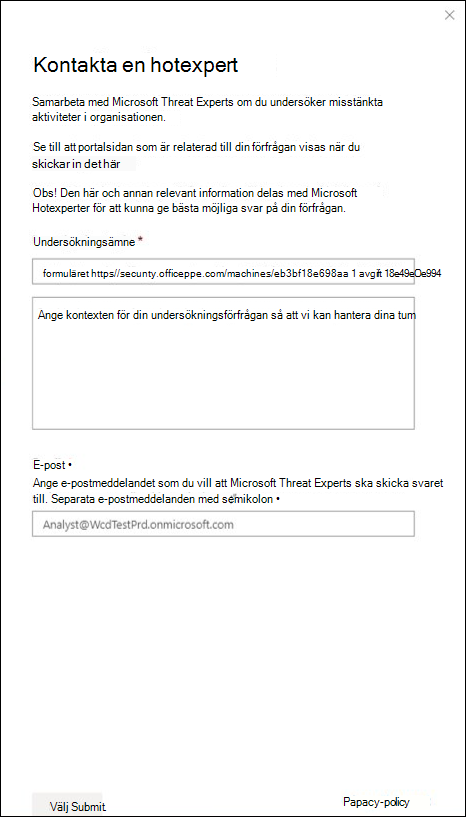 Kontakta en hotexpert
Samarbeta med Microsoft Threat Experts om du undersöker misstänkta
aktiviteter i organisationen.
Se till att portalsidan som är relaterad till din förfrågan visas när du
skickar in det här
Obs! Den här och annan relevant information delas med Microsoft
Hotexperter för att kunna ge bästa möjliga svar på din förfrågan.
Undersökningsämne *
formuläret https//securıty.officeppe.com/machines/eb3bf18e698aa 1 avgift 18e49eOe994
Ange kontexten för din undersökningsförfrågan så att vi kan hantera dina tum
E-post •
Ange e-postmeddelandet som du vill att Microsoft Threat Experts ska skicka svaret
till. Separata e-postmeddelanden med semikolon •
Analyst@WcdTestPrd.onmicrosoft.com
Välj Submit.
Papacy-policy